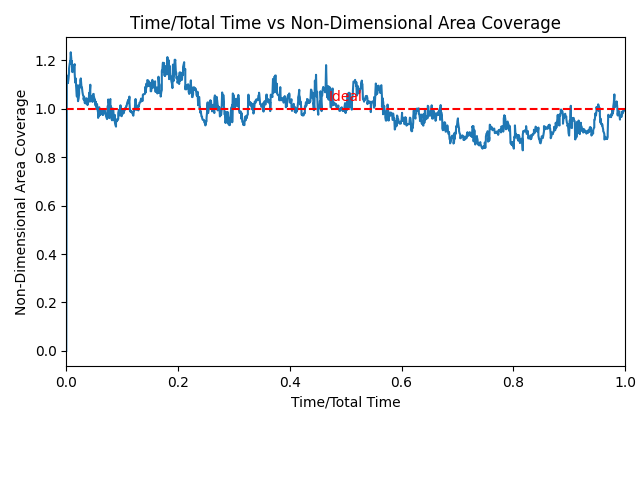 Time/Total Time vs Non-Dimensional Area Coverage
Non-Dimensional Area Coverage
1.2
1.0
0.8
0.6
0.4
0.2
0.0
Ideal
0.0 0.2 0.4 0.6 0.8 1.0
Time/Total Time